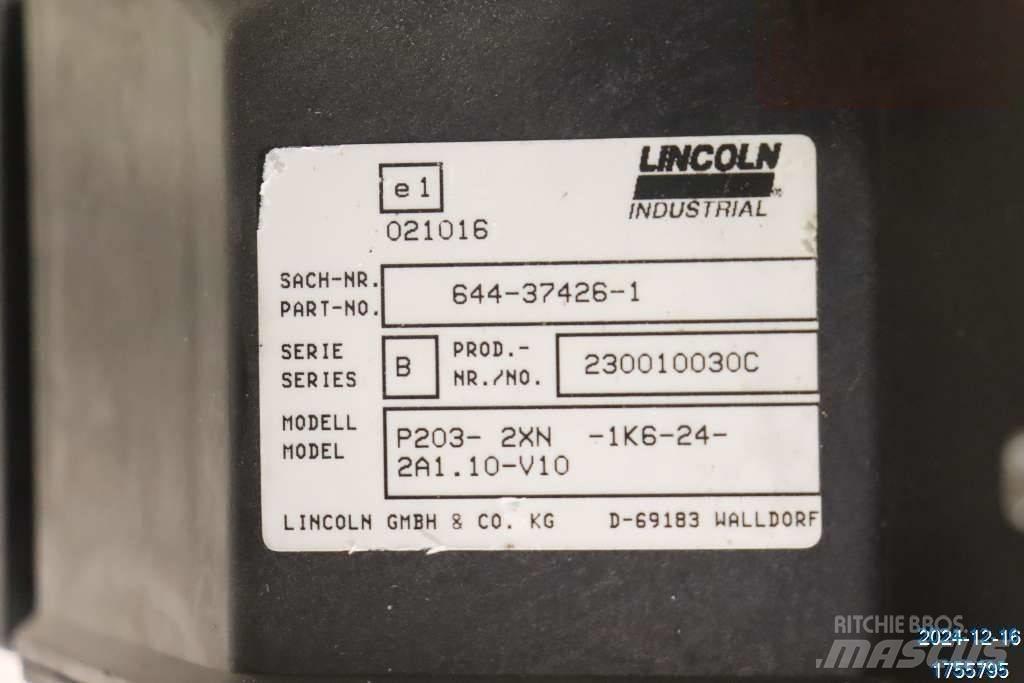 e1
021016
LINCOLN
INDUSTRIAL
SACH-NR.
PART-NO.
644-37426-1
SERIE
SERIES
B
PROD.-
NR./NO.
230010030C
MODELL
MODEL
P203- 2XN -1K6-24-
2A1.10-V10
LINCOLN GMBH & CO. KG D-69183 WALLDORF
RITCHIE BROS.
MASCUS
2024-12-16
1755795